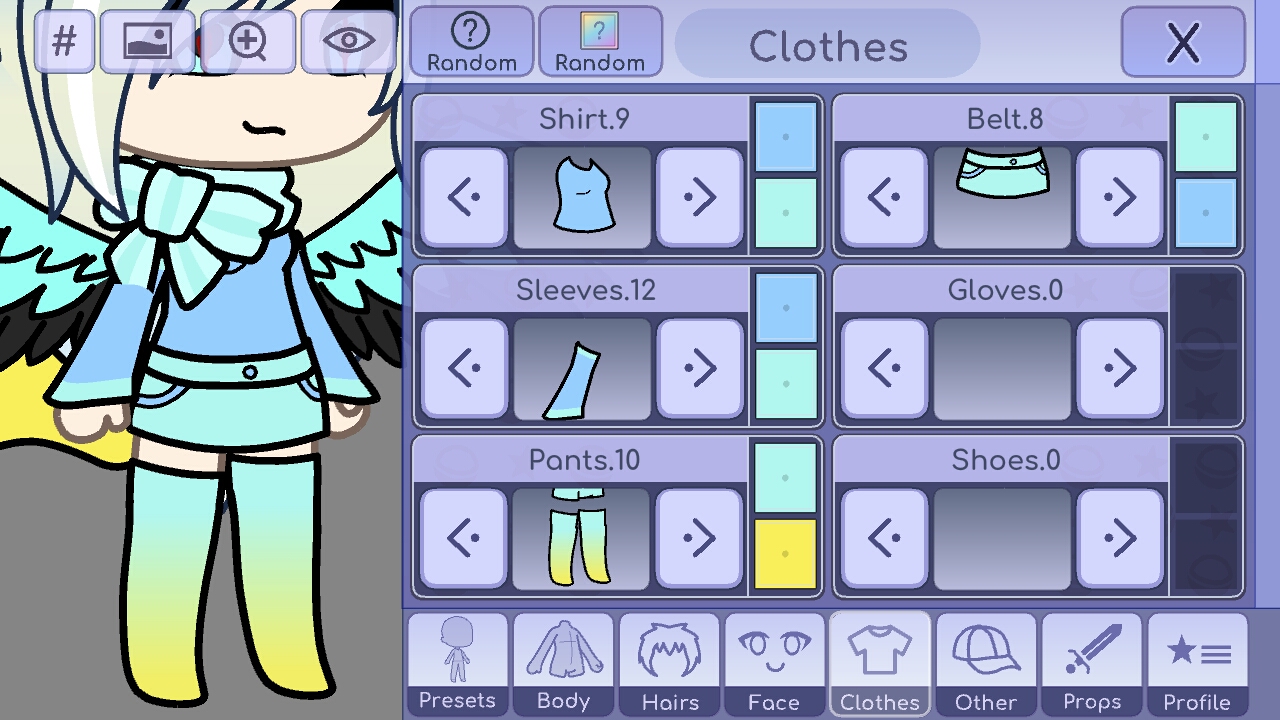 #
? Random
? Random
Clothes
X
Shirt.9
Belt.8
Sleeves.12
Gloves.0
Pants.10
Shoes.0
Presets
Body
Hairs
Face
Clothes
Other
Props
Profile